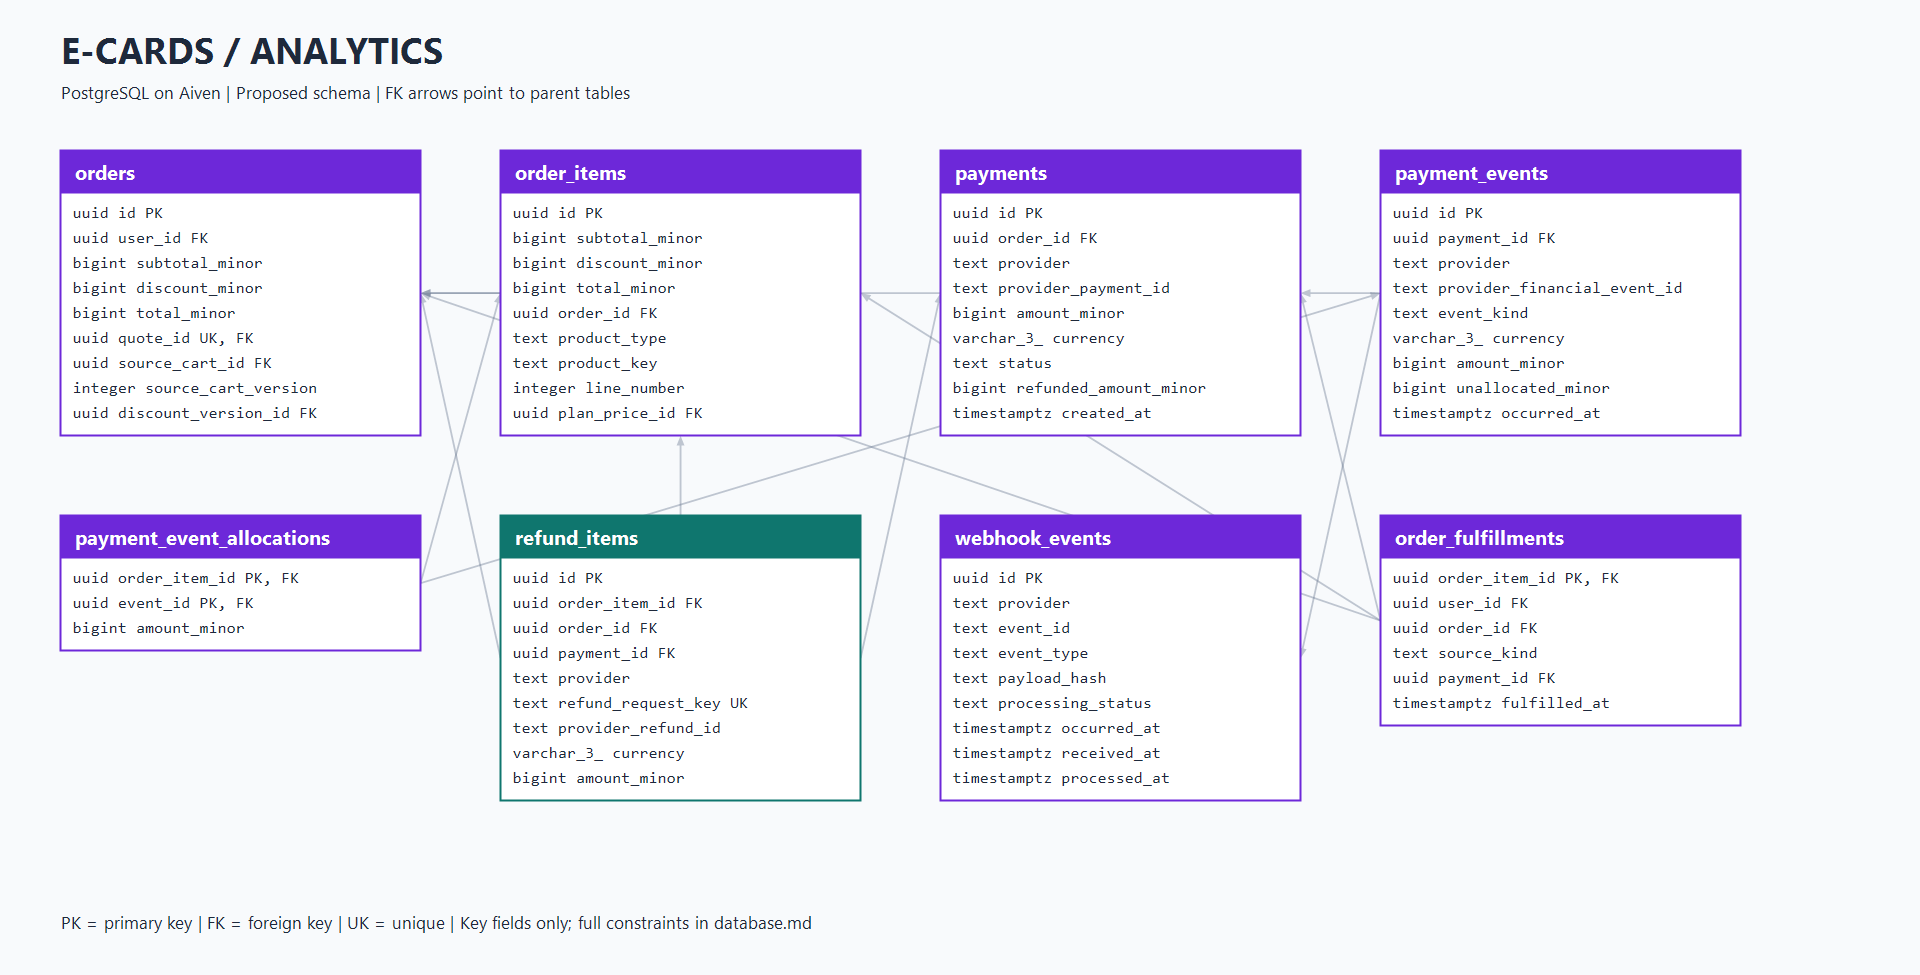 E-CARDS / ANALYTICS
PostgreSQL on Aiven | Proposed schema | FK arrows point to parent tables
orders
uuid id PK
uuid user_id FK
bigint subtotal_minor
bigint discount_minor
bigint total_minor
uuid quote_id UK, FK
uuid source_cart_id FK
integer source_cart_version
uuid discount_version_id FK
order_items
uuid id PK
bigint subtotal_minor
bigint discount_minor
bigint total_minor
uuid order_id FK
text product_type
text product_key
integer line_number
uuid plan_price_id FK
payments
uuid id PK
uuid order_id FK
text provider
text provider_payment_id
bigint amount_minor
varchar_3_ currency
text status
bigint refunded_amount_minor
timestamptz created_at
payment_events
uuid id PK
uuid payment_id FK
text provider
text provider_financial_event_id
text event_kind
varchar_3_ currency
bigint amount_minor
bigint unallocated_minor
timestamptz occurred_at
payment_event_allocations
uuid order_item_id PK, FK
uuid event_id PK, FK
bigint amount_minor
refund_items
uuid id PK
uuid order_item_id FK
uuid order_id FK
uuid payment_id FK
text provider
text refund_request_key UK
text provider_refund_id
varchar_3_ currency
bigint amount_minor
webhook_events
uuid id PK
text provider
text event_id
text event_type
text payload_hash
text processing_status
timestamptz occurred_at
timestamptz received_at
timestamptz processed_at
order_fulfillments
uuid order_item_id PK, FK
uuid user_id FK
uuid order_id FK
text source_kind
uuid payment_id FK
timestamptz fulfilled_at
PK = primary key | FK = foreign key | UK = unique | Key fields only; full constraints in database.md